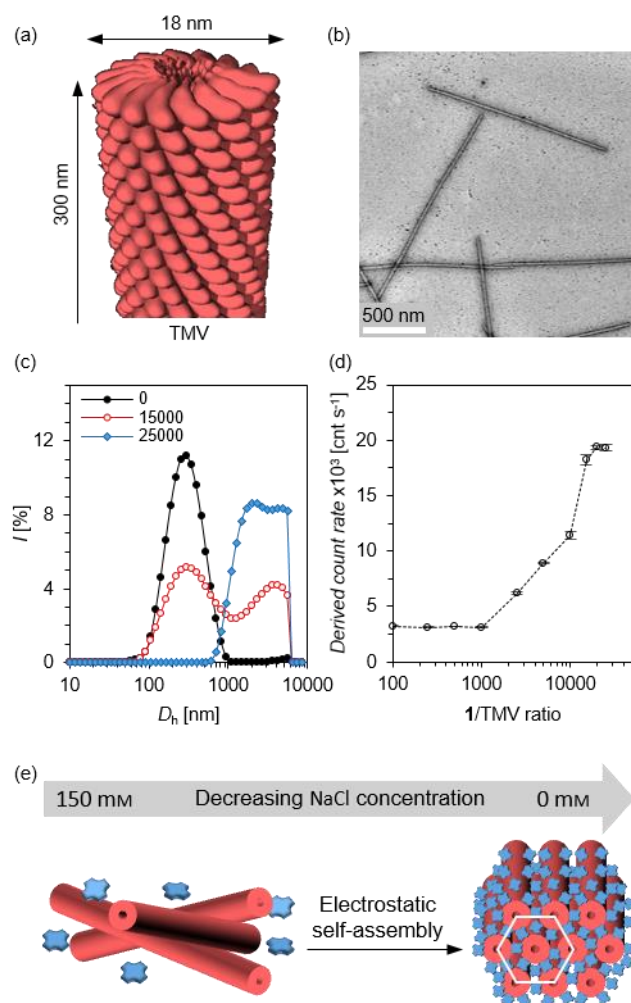 (a)
18 nm
300 nm
TMV
(b)
500 nm
(c)
0
15000
25000
12
8
4
0
I [%]
10
100
1000
10000
Dₕ [nm]
(d)
25
20
15
10
5
0
Derived count rate x10³ [cnt s⁻¹]
100
1000
10000
1/TMV ratio
(e)
150 mM Decreasing NaCl concentration 0 mM
Electrostatic
self-assembly